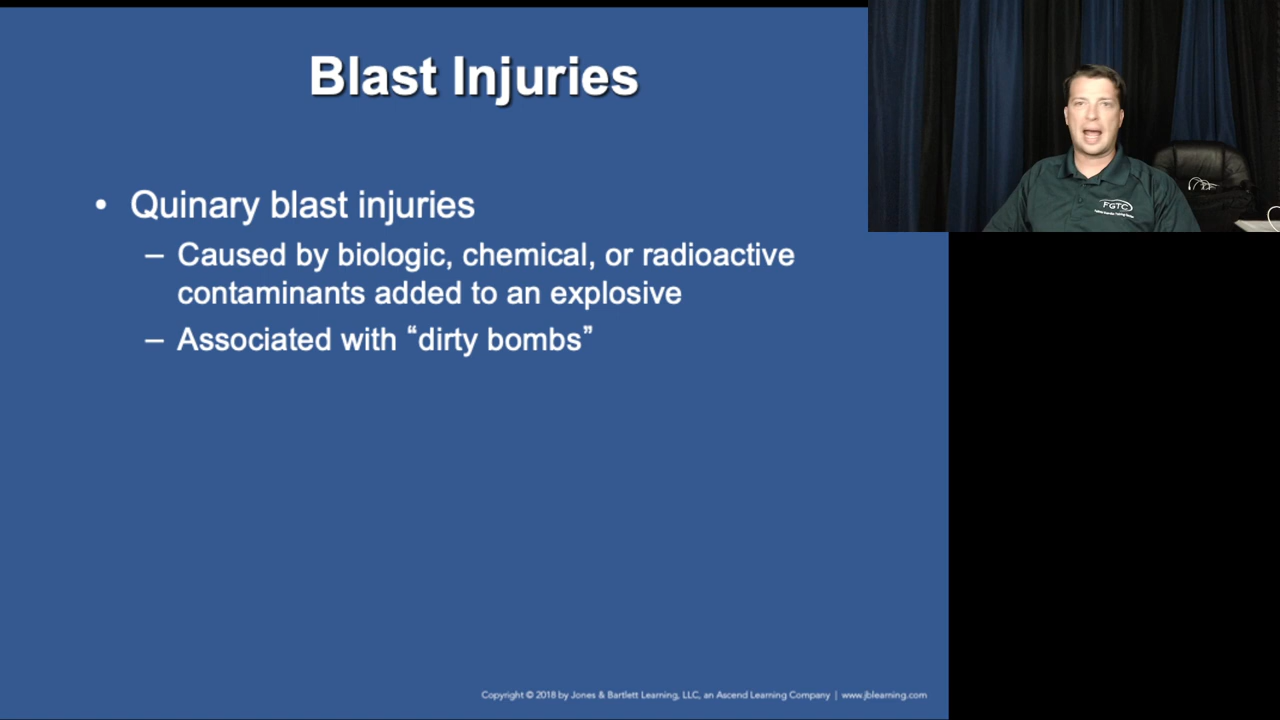 Blast Injuries
• Quinary blast injuries
– Caused by biologic, chemical, or radioactive
contaminants added to an explosive
– Associated with “dirty bombs”
FGTC
Copyright © 2018 by Jones & Bartlett Learning, LLC, an Ascend Learning Company | www.jblearning.com